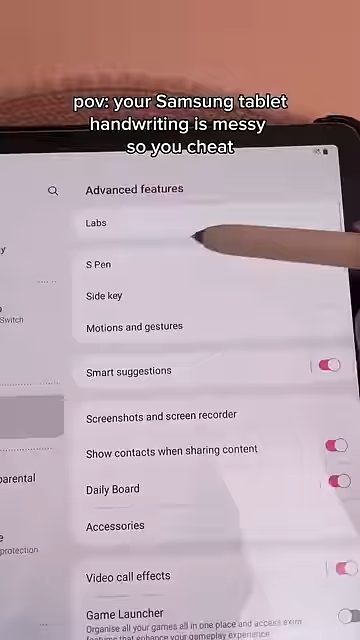 pov: your Samsung tablet
handwriting is messy
so you cheat
Advanced features
Labs
S Pen
Side key
Switch
Motions and gestures
Smart suggestions
Screenshots and screen recorder
Show contacts when sharing content
parental
Daily Board
Accessories
protection
Video call effects
Game Launcher
Organise all your games all in one place and access extra
features that enhance your gameplay experience